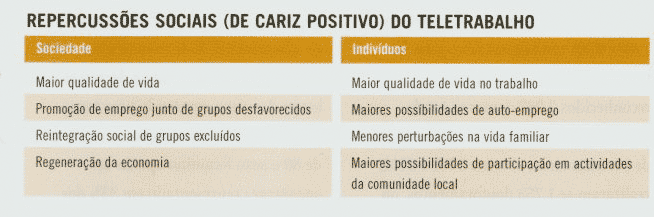 REPERCUSSÕES SOCIAIS (DE CARIZ POSITIVO) DO TELETRABALHO
Sociedade
Indivíduos
Maior qualidade de vida
Maior qualidade de vida no trabalho
Promoção de emprego junto de grupos desfavorecidos
Maiores possíbilidades de auto-emprego
Reintegração social de grupos excluídos
Menores perturbações na vida familiar
Regeneração da economia
Maiores possibilidades de participação em actividades
da comunidade local